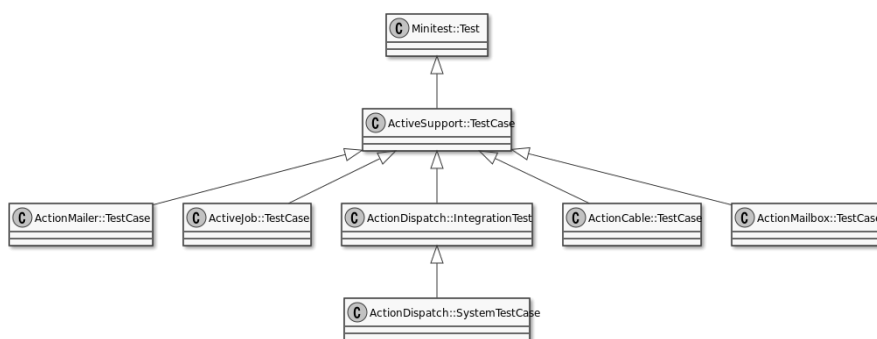 C Minitest::Test
C ActiveSupport::TestCase
C ActionMailer::TestCase
C ActiveJob::TestCase
C ActionDispatch::IntegrationTest
C ActionCable::TestCase
C ActionMailbox::TestCase
C ActionDispatch::SystemTestCase